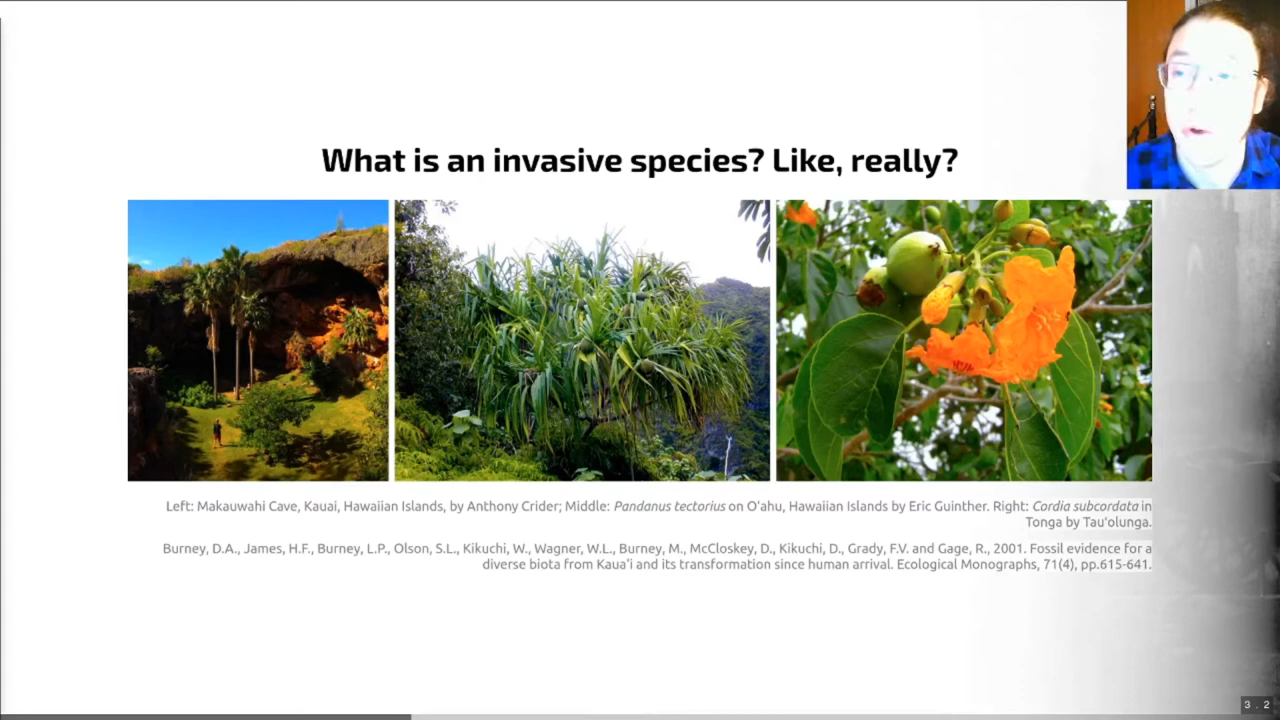 What is an invasive species? Like, really?
Left: Makauwahi Cave, Kauai, Hawaiian Islands, by Anthony Crider; Middle: Pandanus tectorius on O'ahu, Hawaiian Islands by Eric Guinther. Right: Cordia subcordata in
Tonga by Tau'olunga.
Burney, D.A., James, H.F., Burney, L.P., Olson, S.L., Kikuchi, W., Wagner, W.L., Burney, M., McCloskey, D., Kikuchi, D., Grady, F.V. and Gage, R., 2001. Fossil evidence for a
diverse biota from Kaua'i and its transformation since human arrival. Ecological Monographs, 71(4), pp.615-641.
3 . 2